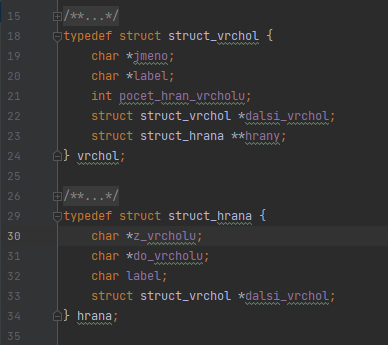 15 /**...*/
18 typedef struct struct_vrchol {
19 char *jmeno;
20 char *label;
21 int pocet_hran_vrcholu;
22 struct struct_vrchol *dalsi_vrchol;
23 struct struct_hrana **hrany;
24 } vrchol;
25
26 /**...*/
29 typedef struct struct_hrana {
30 char *z_vrcholu;
31 char *do_vrcholu;
32 char label;
33 struct struct_vrchol *dalsi_vrchol;
34 } hrana;
35